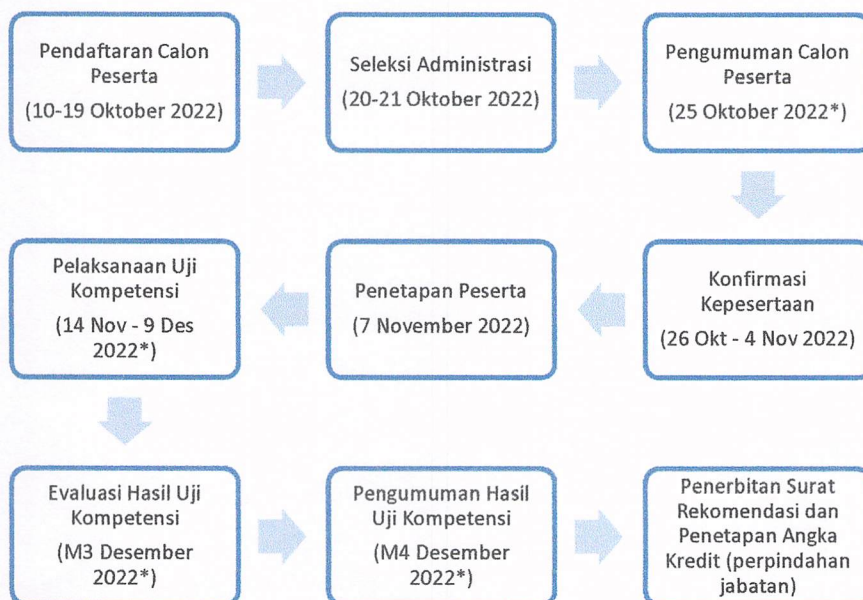 Pendaftaran Calon
Peserta
(10-19 Oktober 2022)
Seleksi Administrasi
(20-21 Oktober 2022)
Pengumuman Calon
Peserta
(25 Oktober 2022*)
Konfirmasi
Kepesertaan
(26 Okt - 4 Nov 2022)
Penetapan Peserta
(7 November 2022)
Pelaksanaan Uji
Kompetensi
(14 Nov - 9 Des
2022*)
Evaluasi Hasil Uji
Kompetensi
(M3 Desember
2022*)
Pengumuman Hasil
Uji Kompetensi
(M4 Desember
2022*)
Penerbitan Surat
Rekomendasi dan
Penetapan Angka
Kredit (perpindahan
jabatan)